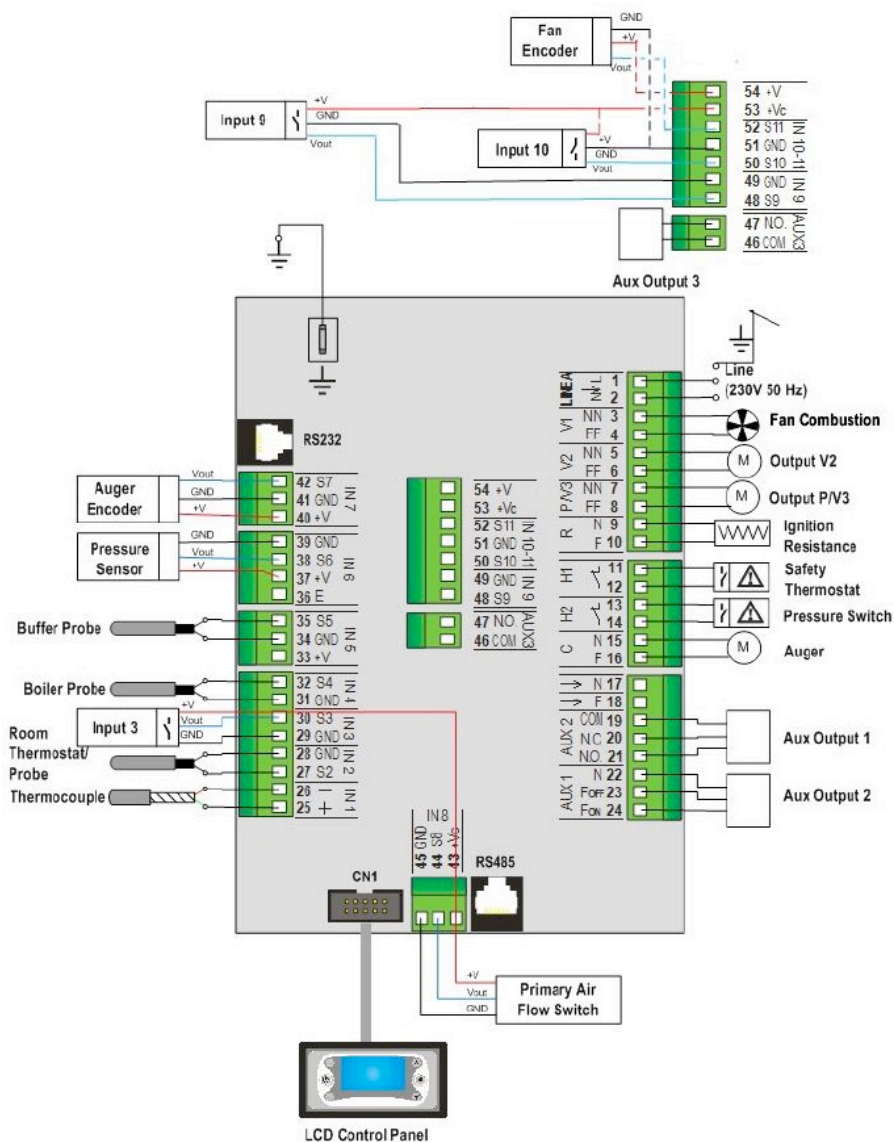 GND
Fan
Encoder
+V
Vout
54 +V
53 +Vc
52 S11
51 GND
50 S10
IN 10-11
49 GND
48 S9
IN 9
47 N.O.
46 COM
AUX3
Input 9
+V
GND
Vout
Input 10
+V
GND
Vout
Aux Output 3
RS232
Auger
Encoder
Vout
GND
+V
42 S7
41 GND
40 +V
IN 7
Pressure
Sensor
GND
Vout
+V
39 GND
38 S6
37 +V
36 E
IN 6
Buffer Probe
35 S5
34 GND
33 +V
IN 5
Boiler Probe
32 S4
31 GND
IN 4
Input 3
+V
Vout
GND
30 S3
29 GND
IN 3
Room
Thermostat/
Probe
28 GND
27 S2
IN 2
Thermocouple
26 –
25 +
IN 1
54 +V
53 +Vc
52 S11
51 GND
50 S10
IN 10-11
49 GND
48 S9
IN 9
47 NO.
46 COM
AUX3
LINEA
L 1
N 2
Line
(230V 50 Hz)
V1
NN 3
FF 4
Fan Combustion
V2
NN 5
FF 6
M
Output V2
P/V3
NN 7
FF 8
M
Output P/V3
R
N 9
F 10
Ignition
Resistance
H1
11
12
Safety
Thermostat
H2
13
14
Pressure Switch
C
N 15
F 16
M
Auger
N 17
F 18
AUX 2
COM 19
N.C 20
N.O. 21
Aux Output 1
AUX 1
N 22
FOFF 23
FON 24
Aux Output 2
IN 8
45 GND
44 S8
43 +Vc
RS485
CN1
+V
Vout
GND
Primary Air
Flow Switch
LCD Control Panel